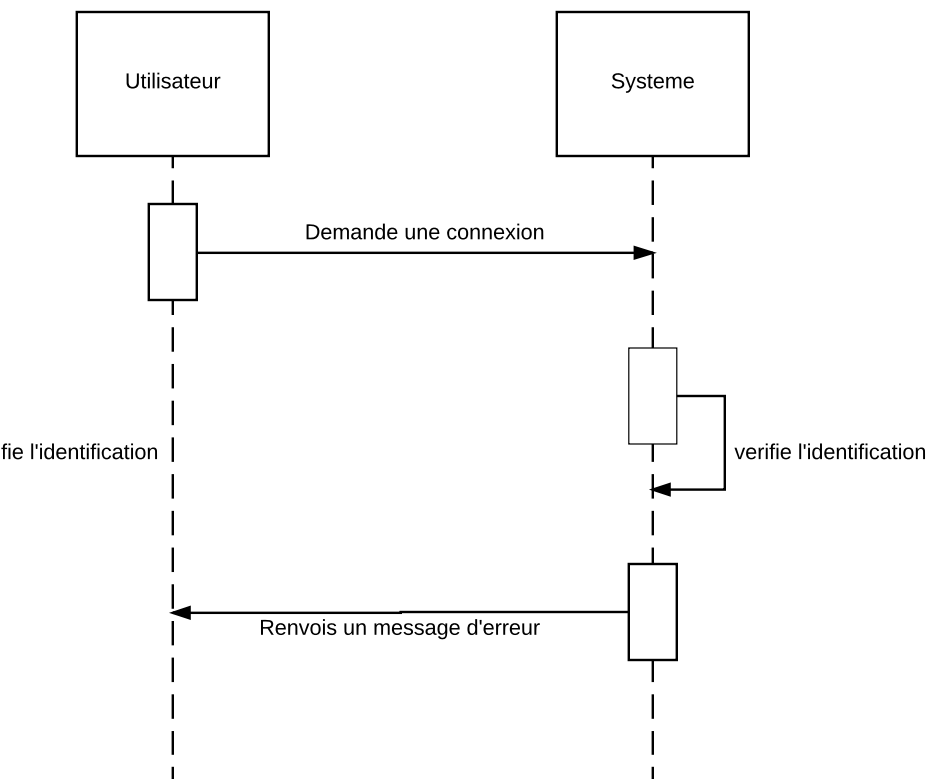 Utilisateur
Systeme
Demande une connexion
fie l'identification
verifie l'identification
Renvois un message d'erreur